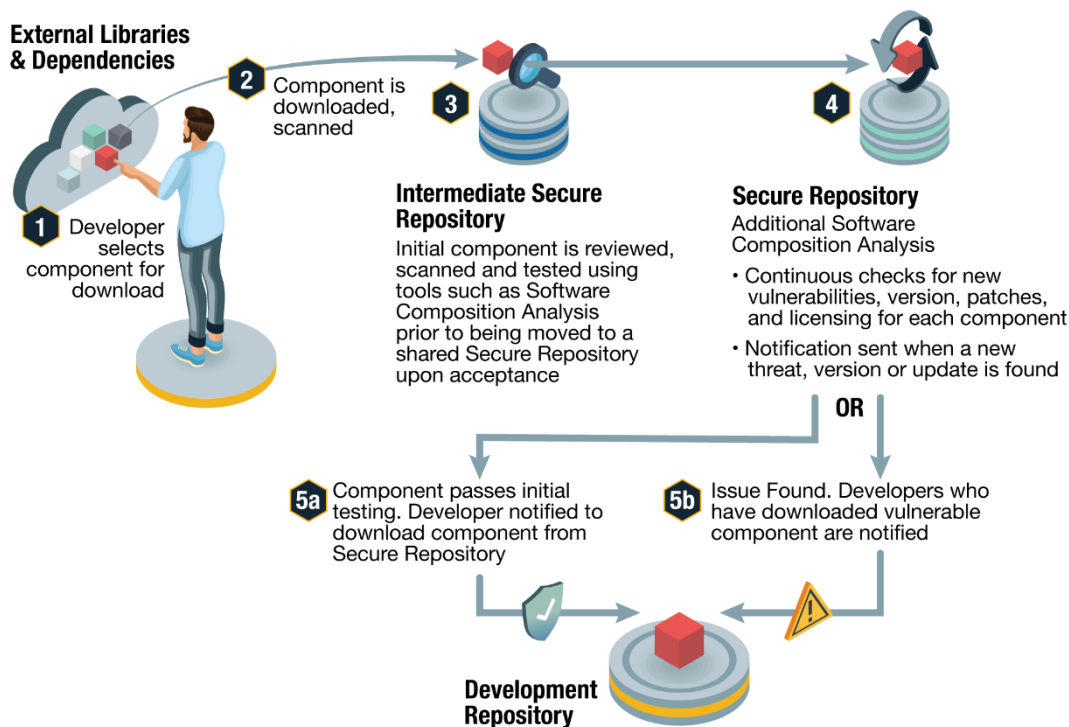 External Libraries
& Dependencies
1
Developer
selects
component for
download
2
Component is
downloaded,
scanned
3
Intermediate Secure
Repository
Initial component is reviewed,
scanned and tested using
tools such as Software
Composition Analysis
prior to being moved to a
shared Secure Repository
upon acceptance
4
Secure Repository
Additional Software
Composition Analysis
• Continuous checks for new
vulnerabilities, version, patches,
and licensing for each component
• Notification sent when a new
threat, version or update is found
OR
5a
Component passes initial
testing. Developer notified to
download component from
Secure Repository
5b
Issue Found. Developers who
have downloaded vulnerable
component are notified
!
Development
Repository